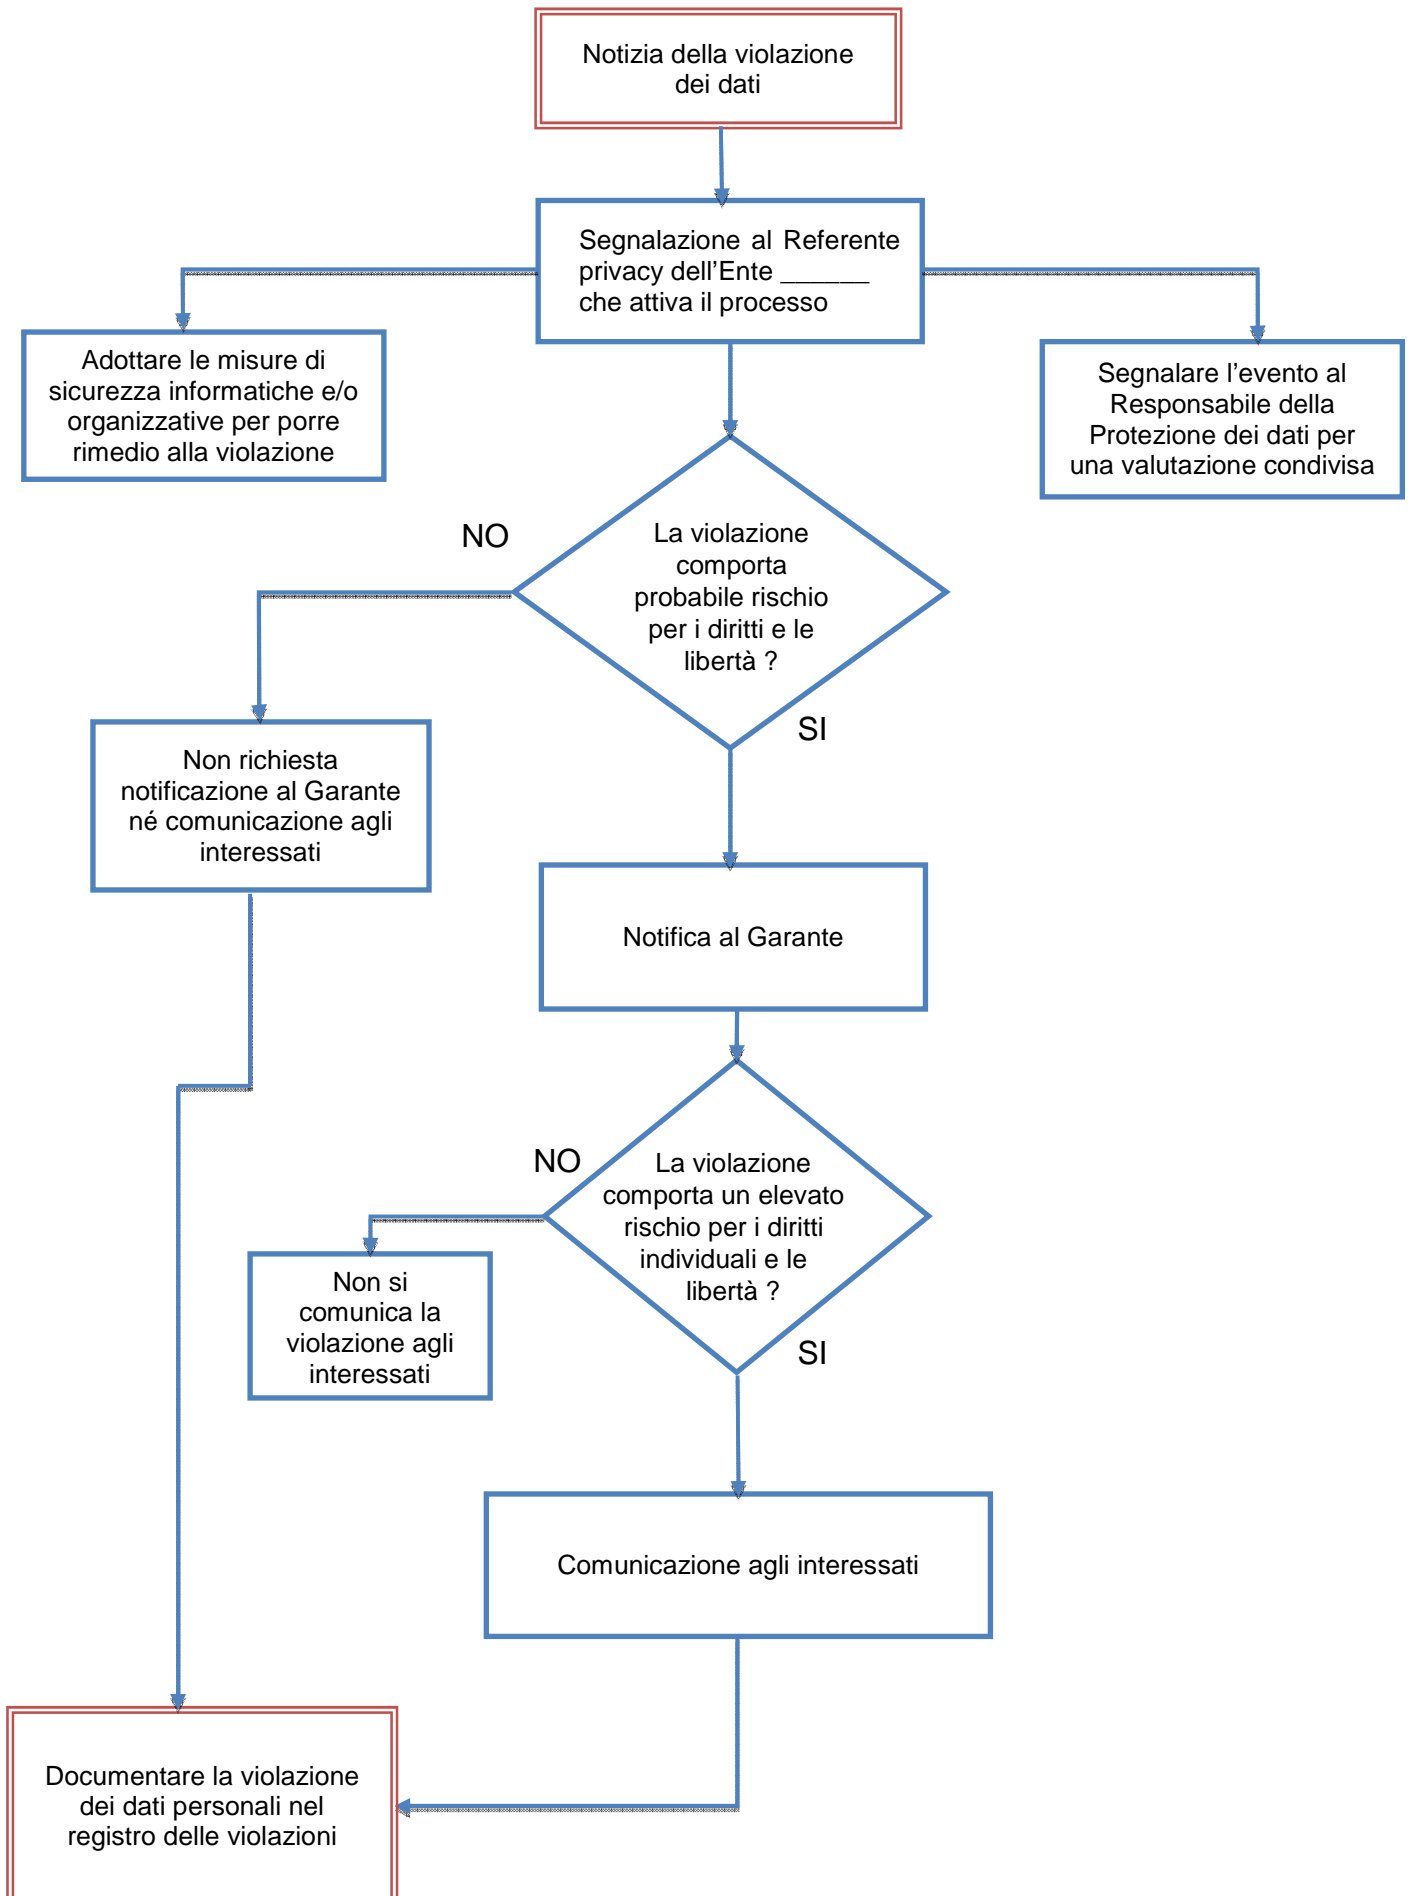 Notizia della violazione
dei dati
Segnalazione al Referente
privacy dell’Ente ______
che attiva il processo
Adottare le misure di
sicurezza informatiche e/o
organizzative per porre
rimedio alla violazione
Segnalare l’evento al
Responsabile della
Protezione dei dati per
una valutazione condivisa
NO
La violazione
comporta
probabile rischio
per i diritti e le
libertà ?
SI
Non richiesta
notificazione al Garante
né comunicazione agli
interessati
Notifica al Garante
NO
La violazione
comporta un elevato
rischio per i diritti
individuali e le
libertà ?
SI
Non si
comunica la
violazione agli
interessati
Comunicazione agli interessati
Documentare la violazione
dei dati personali nel
registro delle violazioni